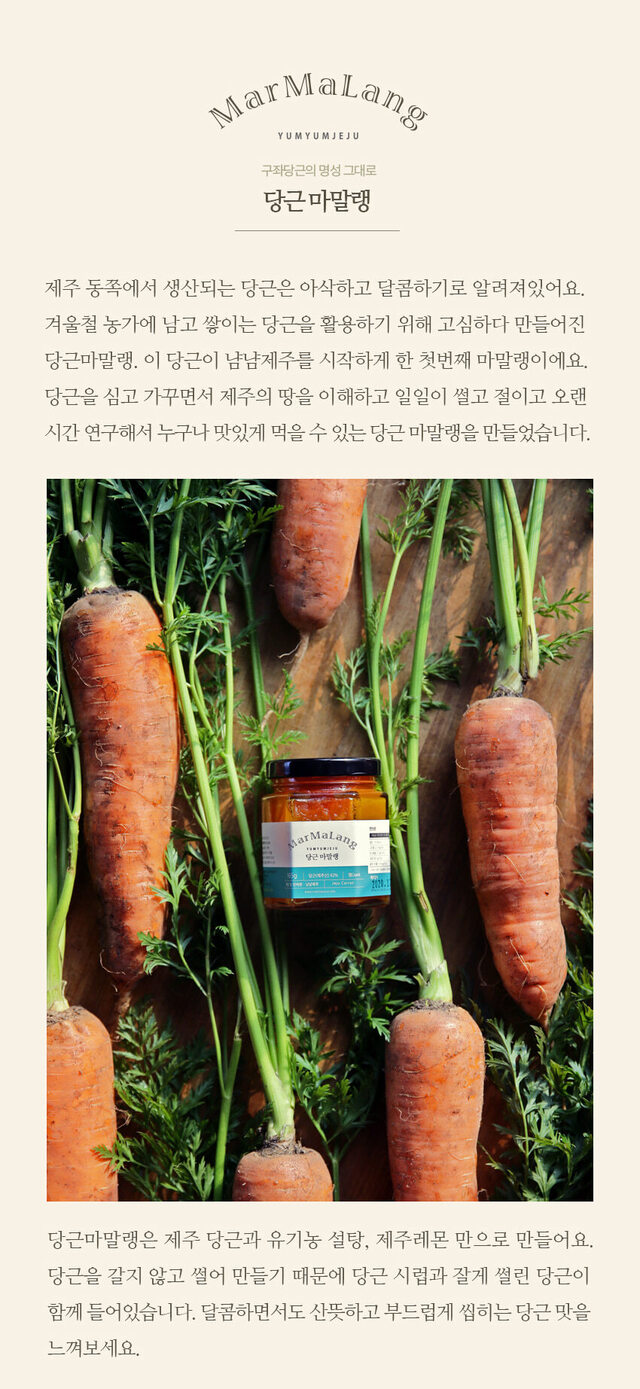 MarMaLang
YUMYUMJEJU
구좌당근의 명성 그대로
당근 마말랭
제주 동쪽에서 생산되는 당근은 아삭하고 달콤하기로 알려져있어요.
겨울철 농가에 남고 쌓이는 당근을 활용하기 위해 고심하다 만들어진
당근마말랭. 이 당근이 냠냠제주를 시작하게 한 첫번째 마말랭이에요.
당근을 심고 가꾸면서 제주의 땅을 이해하고 일일이 썰고 절이고 오랜
시간 연구해서 누구나 맛있게 먹을 수 있는 당근 마말랭을 만들었습니다.
MarMaLang
YUMYUMJEJU
당근 마말랭
당근마말랭은 제주 당근과 유기농 설탕, 제주레몬 만으로 만들어요.
당근을 갈지 않고 썰어 만들기 때문에 당근 시럽과 잘게 썰린 당근이
함께 들어있습니다. 달콤하면서도 산뜻하고 부드럽게 씹히는 당근 맛을
느껴보세요.